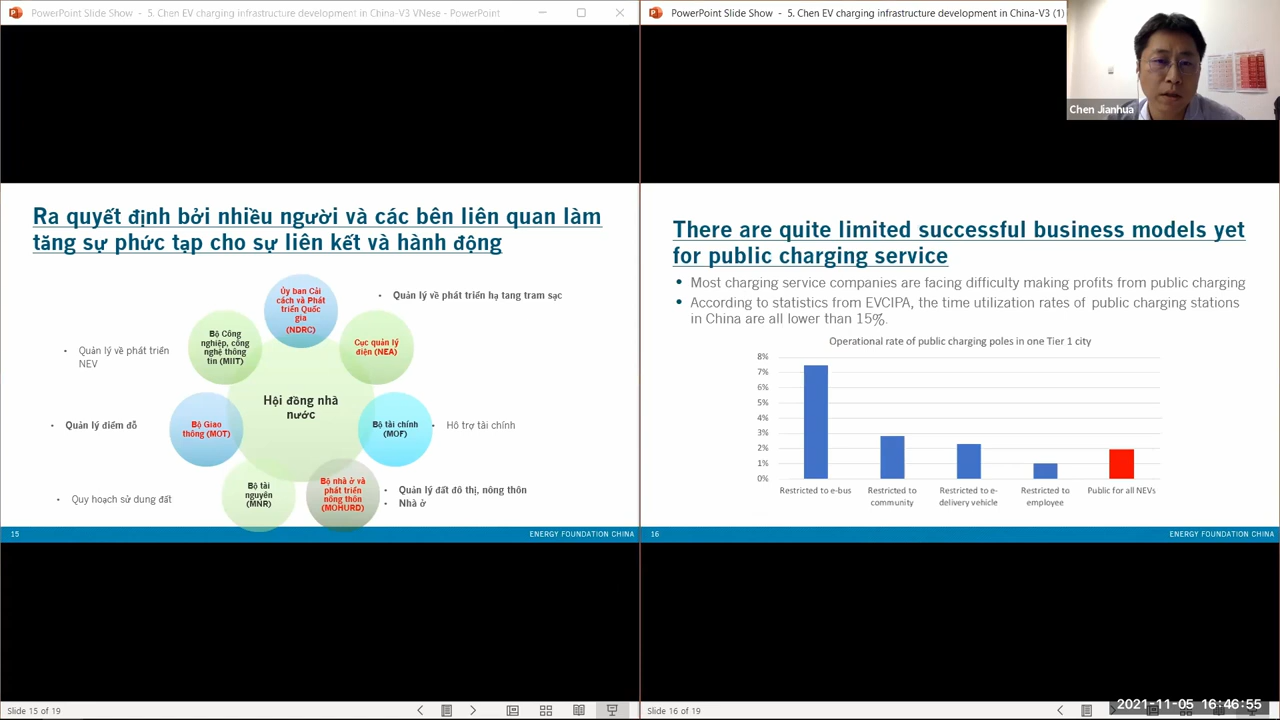 PowerPoint Slide Show - 5. Chen EV charging infrastructure development in China-V3 VNese - PowerPoint
Ra quyết định bởi nhiều người và các bên liên quan làm
tăng sự phức tạp cho sự liên kết và hành động
Ủy ban Cải
cách và Phát
triển Quốc
gia
(NDRC)
• Quản lý về phát triển hạ tang tram sạc
Bộ Công
nghiệp, công
nghệ thông
tin (MIIT)
Cục quản lý
điện (NEA)
• Quản lý về phát triển
NEV
Hội đồng nhà
nước
• Quản lý điểm đỗ
Bộ Giao
thông (MOT)
Bộ tài chính
(MOF)
• Hô trợ tài chính
Bộ tài
nguyên
(MNR)
Bộ nhà ở và
phát triển
nông thôn
(MOHURD)
• Quy hoạch sử dung đất
• Quản lý đất đô thị, nông thôn
• Nhà ở
15
ENERGY FOUNDATION CHINA
Slide 15 of 19
PowerPoint Slide Show - 5. Chen EV charging infrastructure development in China-V3 (1)
Chen Jianhua
There are quite limited successful business models yet
for public charging service
• Most charging service companies are facing difficulty making profits from public charging
• According to statistics from EVCIPA, the time utilization rates of public charging stations
in China are all lower than 15%.
Operational rate of public charging poles in one Tier 1 city
8%
7%
6%
5%
4%
3%
2%
1%
0%
Restricted to e-bus
Restricted to
community
Restricted to e-
delivery vehicle
Restricted to
employee
Public for all NEVs
16
ENERGY FOUNDATION CHINA
Slide 16 of 19
2021-11-05 16:46:55